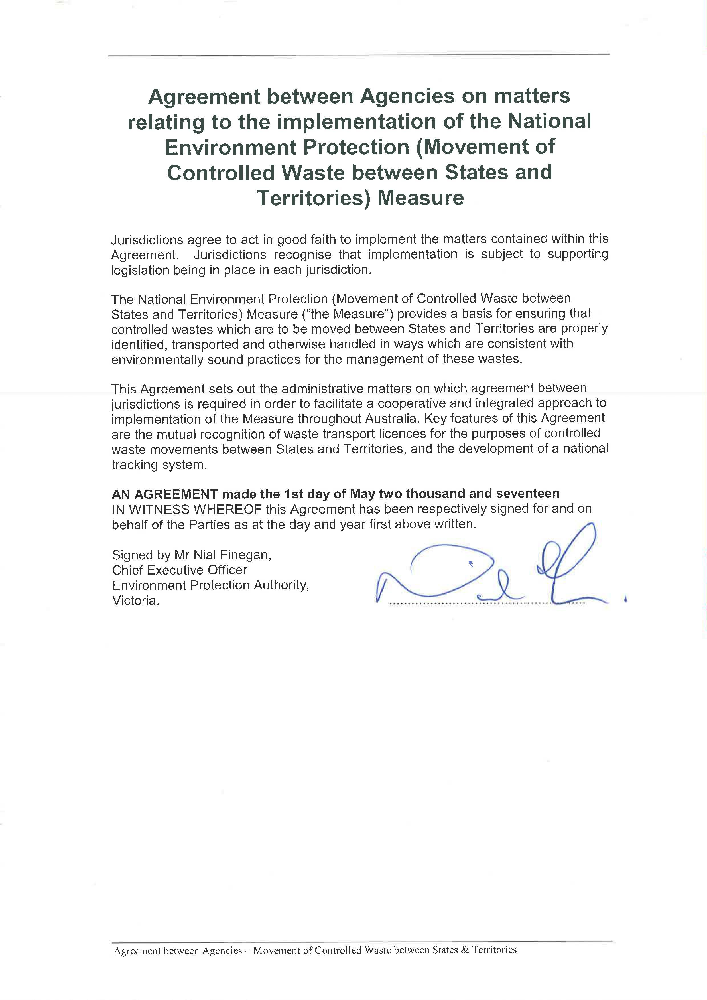 Agreement between Agencies on matters
relating to the implementation of the National
Environment Protection (Movement of
Controlled Waste between States and
Territories) Measure
Jurisdictions agree to act in good faith to implement the matters contained within this
Agreement. Jurisdictions recognise that implementation is subject to supporting
legislation being in place in each jurisdiction.
The National Environment Protection (Movement of Controlled Waste between
States and Territories) Measure (“the Measure”) provides a basis for ensuring that
controlled wastes which are to be moved between States and Territories are properly
identified, transported and otherwise handled in ways which are consistent with
environmentally sound practices for the management of these wastes.
This Agreement sets out the administrative matters on which agreement between
jurisdictions is required in order to facilitate a cooperative and integrated approach to
implementation of the Measure throughout Australia. Key features of this Agreement
are the mutual recognition of waste transport licences for the purposes of controlled
waste movements between States and Territories, and the development of a national
tracking system.
AN AGREEMENT made the 1st day of May two thousand and seventeen
IN WITNESS WHEREOF this Agreement has been respectively signed for and on
behalf of the Parties as at the day and year first above written.
Signed by Mr Nial Finegan,
Chief Executive Officer
Environment Protection Authority,
Victoria.
Agreement between Agencies – Movement of Controlled Waste between States & Territories